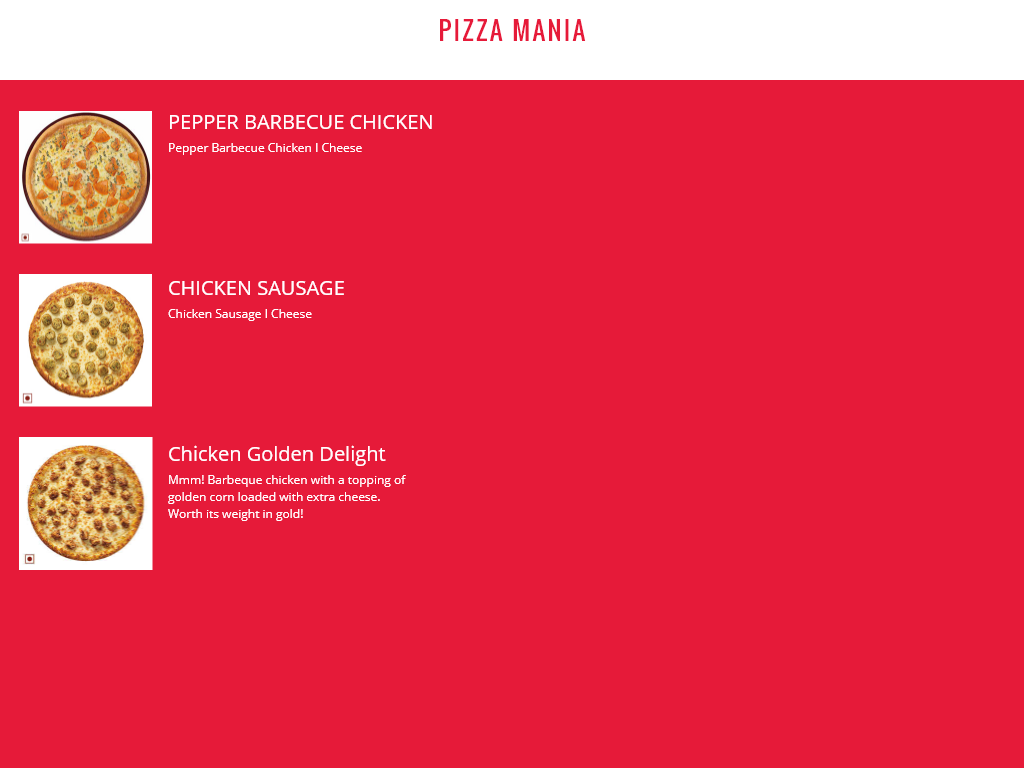 PIZZA MANIA
PEPPER BARBECUE CHICKEN
Pepper Barbecue Chicken I Cheese
CHICKEN SAUSAGE
Chicken Sausage I Cheese
Chicken Golden Delight
Mmm! Barbeque chicken with a topping of
golden corn loaded with extra cheese.
Worth its weight in gold!